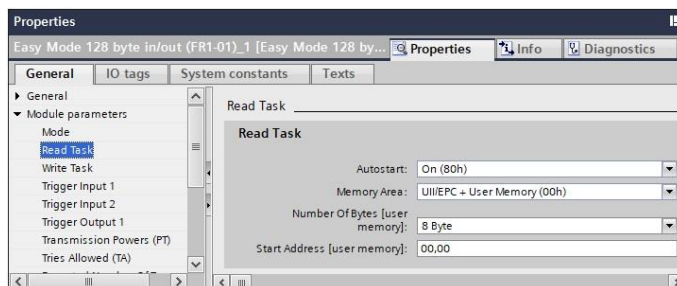 Properties
Easy Mode 128 byte in/out (FR1-01)_1 [Easy Mode 128 by...
Properties
Info
Diagnostics
General
IO tags
System constants
Texts
General
Module parameters
Mode
Read Task
Write Task
Trigger Input 1
Trigger Input 2
Trigger Output 1
Transmission Powers (PT)
Tries Allowed (TA)
Read Task
Read Task
Autostart: On (80h)
Memory Area: UII/EPC + User Memory (00h)
Number Of Bytes [user
memory]: 8 Byte
Start Address [user memory]: 00,00